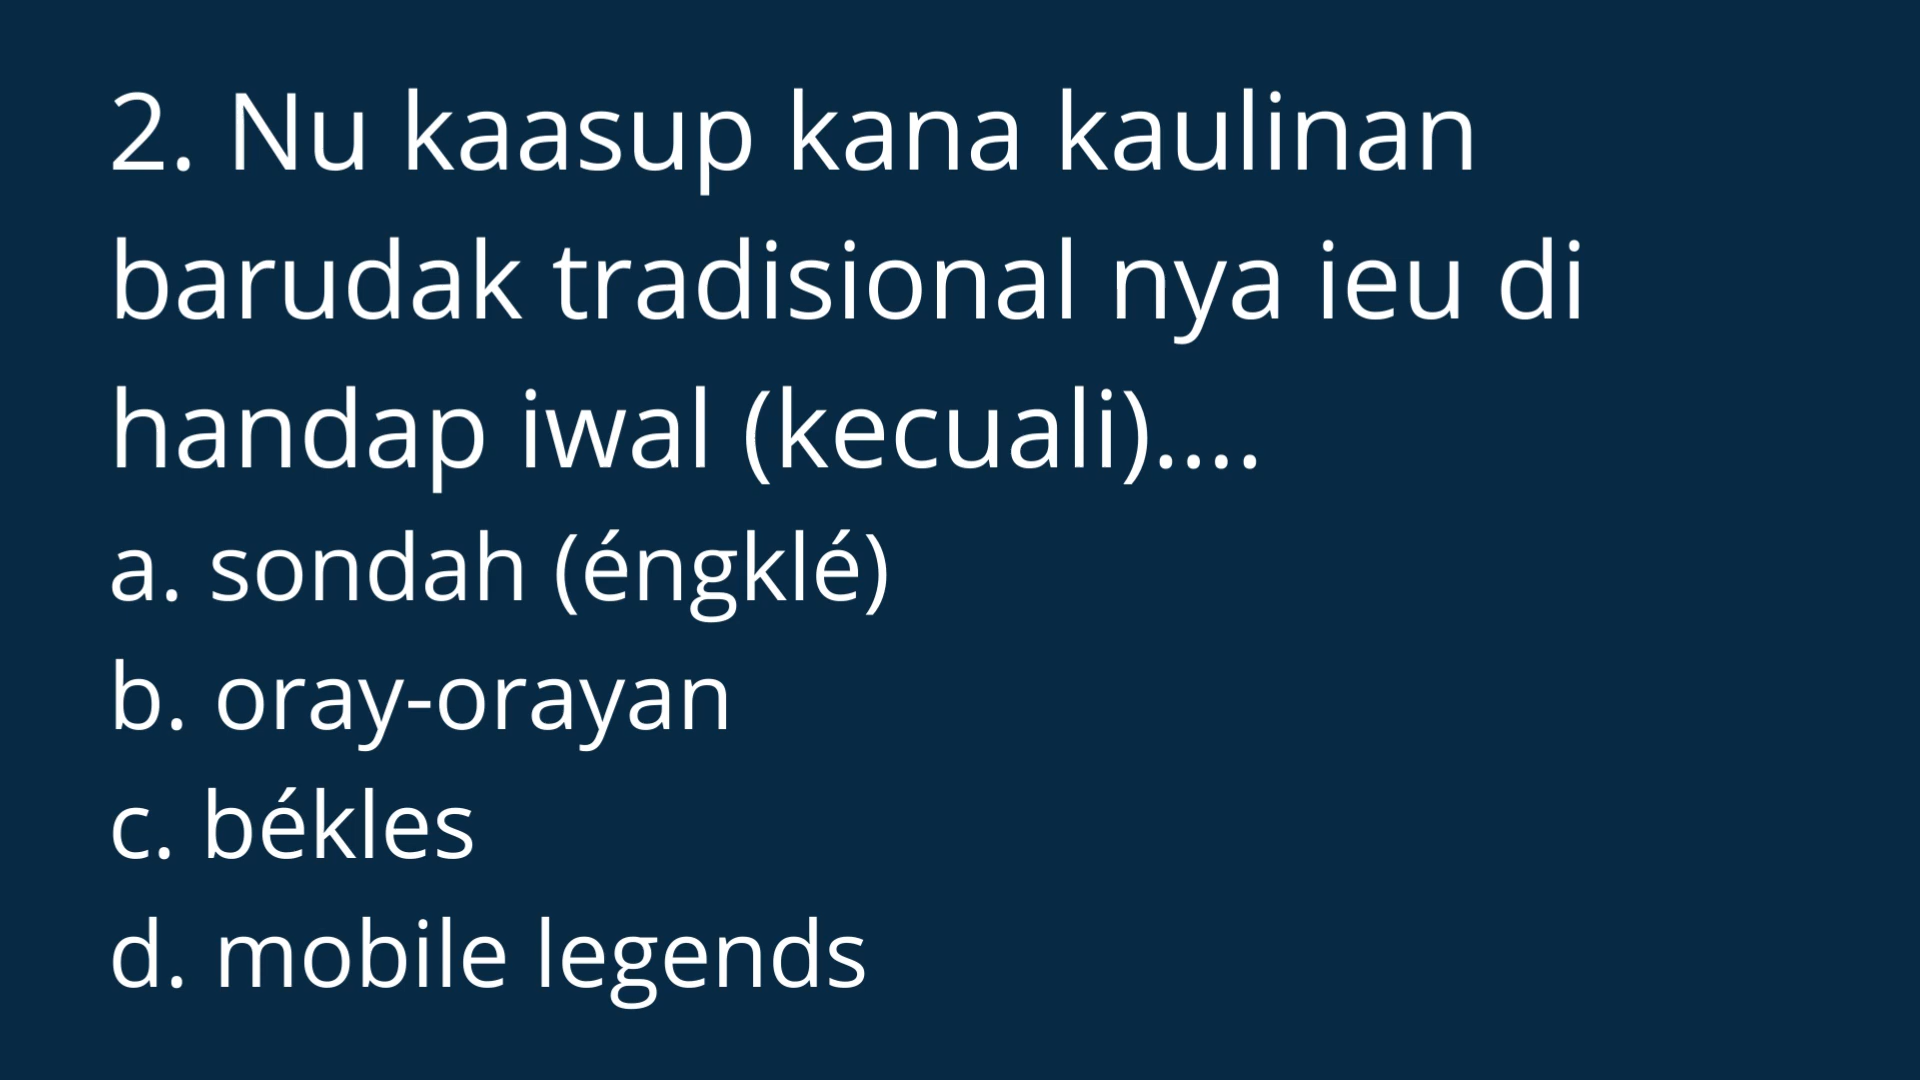 2. Nu kaasup kana kaulinan
barudak tradisional nya ieu di
handap iwal (kecuali)....
a. sondah (éngklé)
b. oray-orayan
c. békles
d. mobile legends